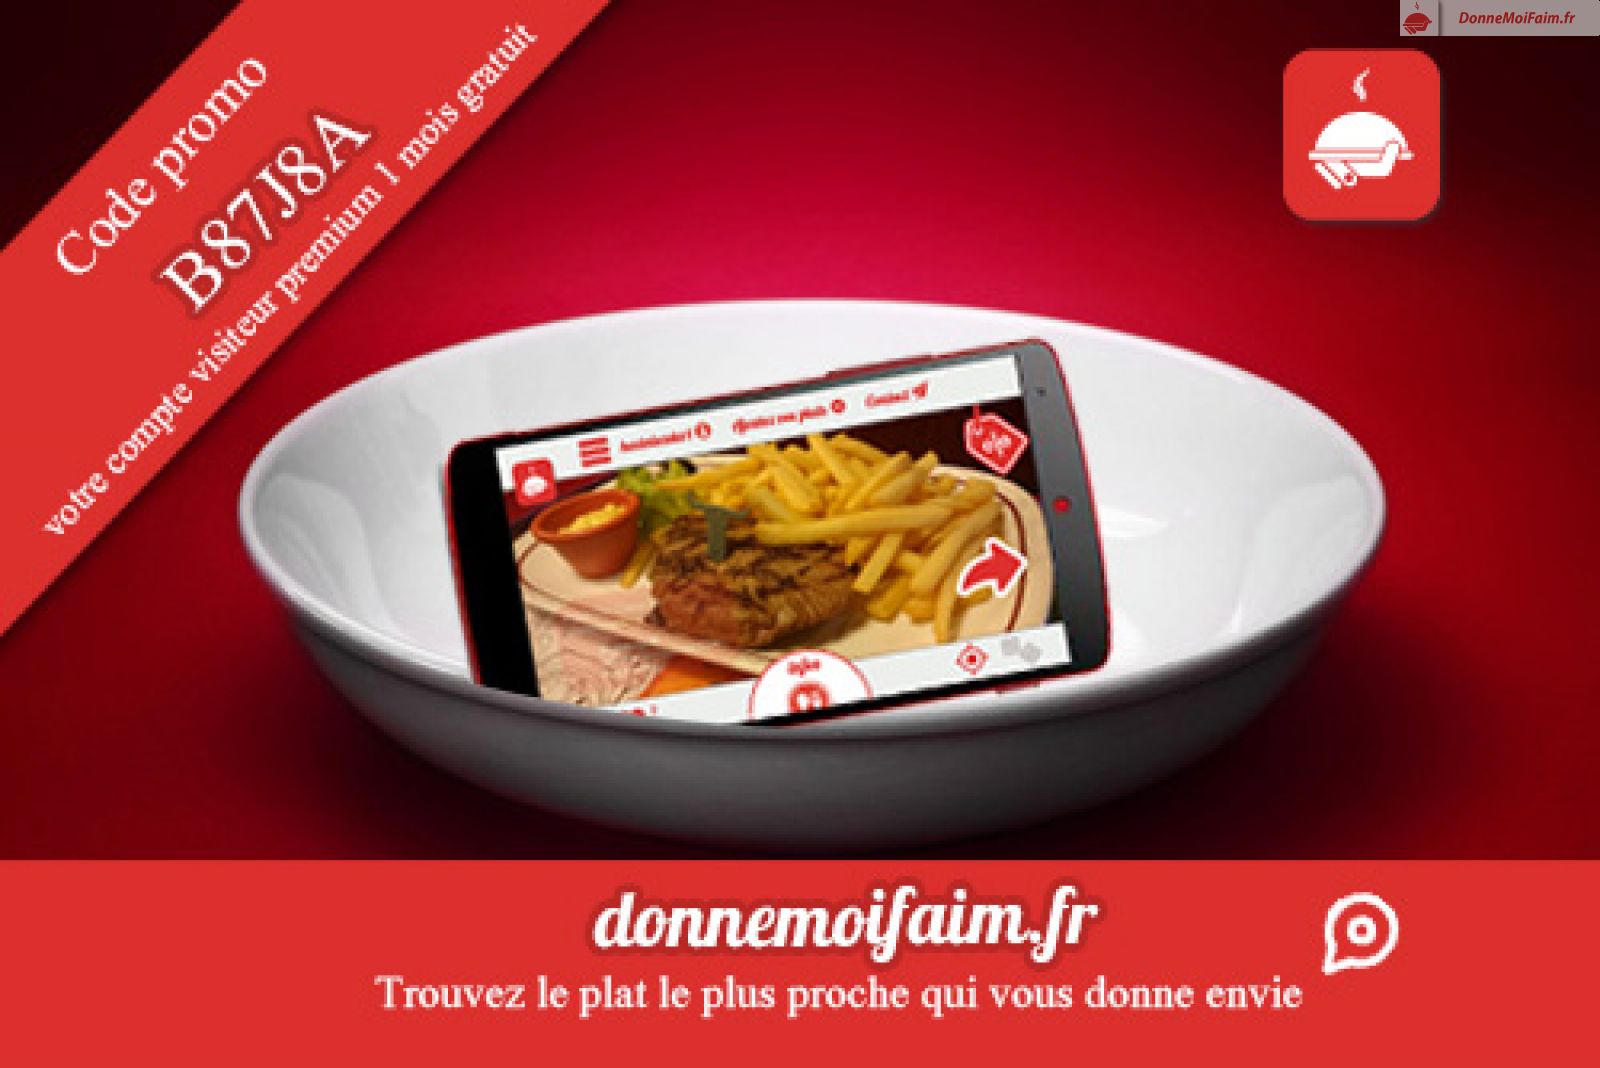 DonneMoiFaim.fr
Code promo
B87J8A
votre compte visiteur premium 1 mois gratuit
donnemoifaim.fr
Trouvez le plat le plus proche qui vous donne envie